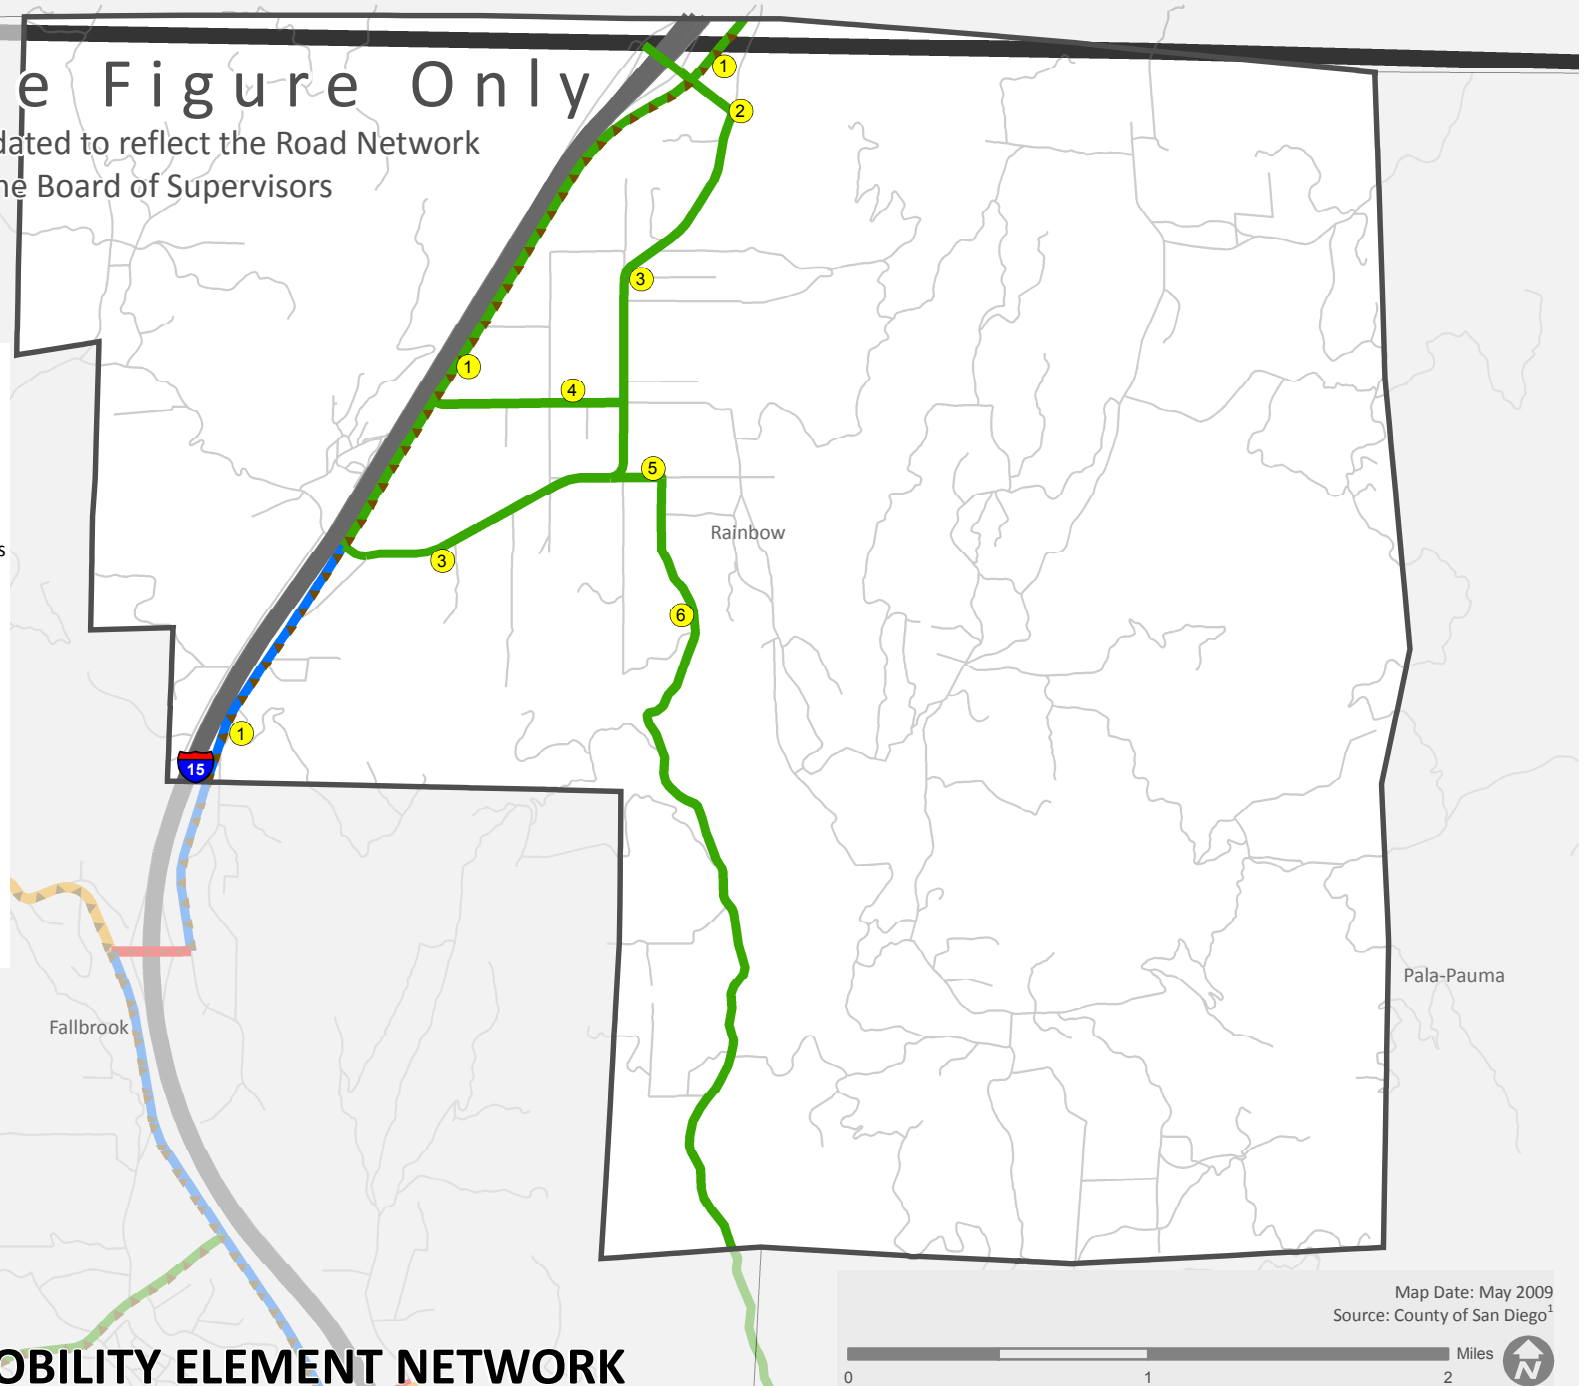 e Figure Only
dated to reflect the Road Network
he Board of Supervisors
1
2
3
1
4
5
s
Rainbow
3
6
1
15
Pala-Pauma
Fallbrook
Map Date: May 2009
Source: County of San Diego1
OBILITY ELEMENT NETWORK
Miles
N
0 1 2